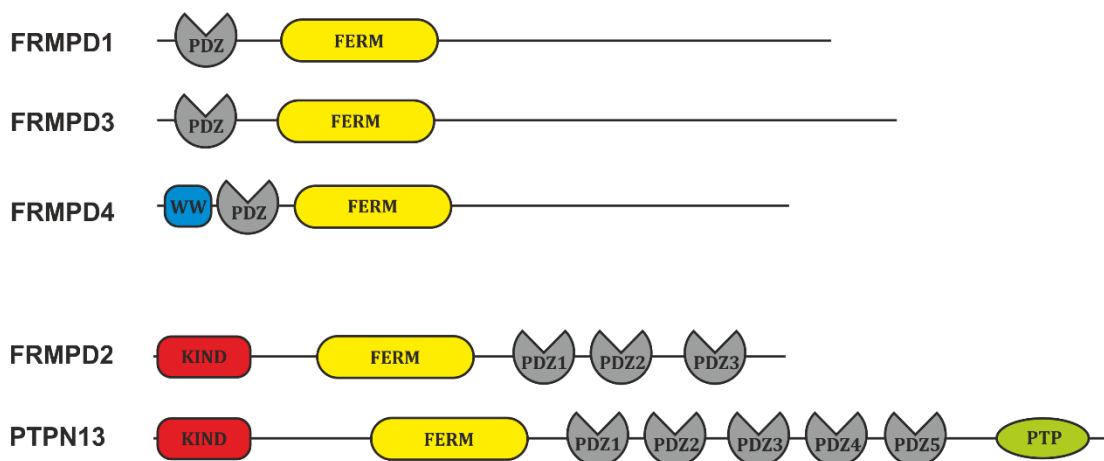 FRMPD1 PDZ FERM
FRMPD3 PDZ FERM
FRMPD4 WW PDZ FERM
FRMPD2 KIND FERM PDZ1 PDZ2 PDZ3
PTPN13 KIND FERM PDZ1 PDZ2 PDZ3 PDZ4 PDZ5 PTP